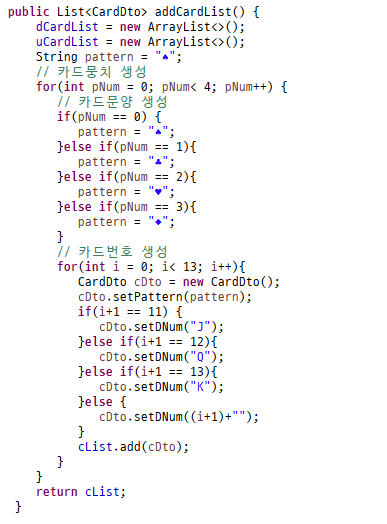 public List<CardDto> addCardList() {
dCardList = new ArrayList<>();
uCardList = new ArrayList<>();
String pattern = "♠";
// 카드뭉치 생성
for(int pNum = 0; pNum< 4; pNum++) {
// 카드문양 생성
if(pNum == 0) {
pattern = "♠";
}else if(pNum == 1){
pattern = "♣";
}else if(pNum == 2){
pattern = "♥";
}else if(pNum == 3){
pattern = "◆";
}
// 카드번호 생성
for(int i = 0; i< 13; i++){
CardDto cDto = new CardDto();
cDto.setPattern(pattern);
if(i+1 == 11) {
cDto.setDNum("J");
}else if(i+1 == 12){
cDto.setDNum("Q");
}else if(i+1 == 13){
cDto.setDNum("K");
}else {
cDto.setDNum((i+1)+"");
}
cList.add(cDto);
}
}
return cList;
}